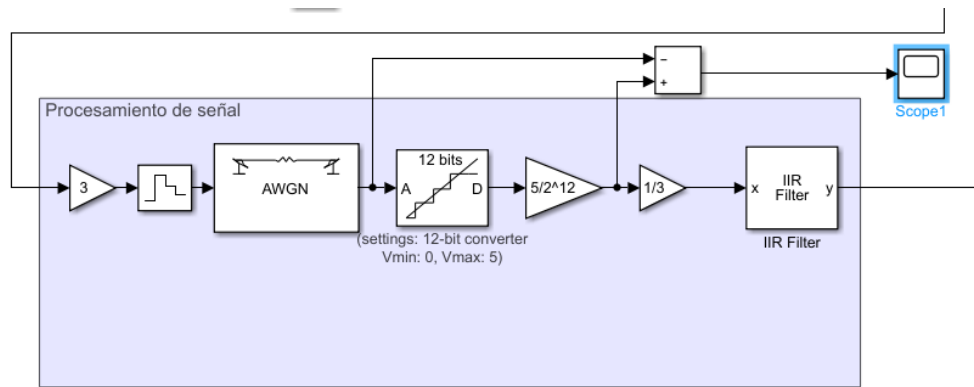 −
+
Scope1
Procesamiento de señal
3
AWGN
12 bits
A
D
5/2^12
1/3
x
IIR
Filter
y
(settings: 12-bit converter
Vmin: 0, Vmax: 5)
IIR Filter